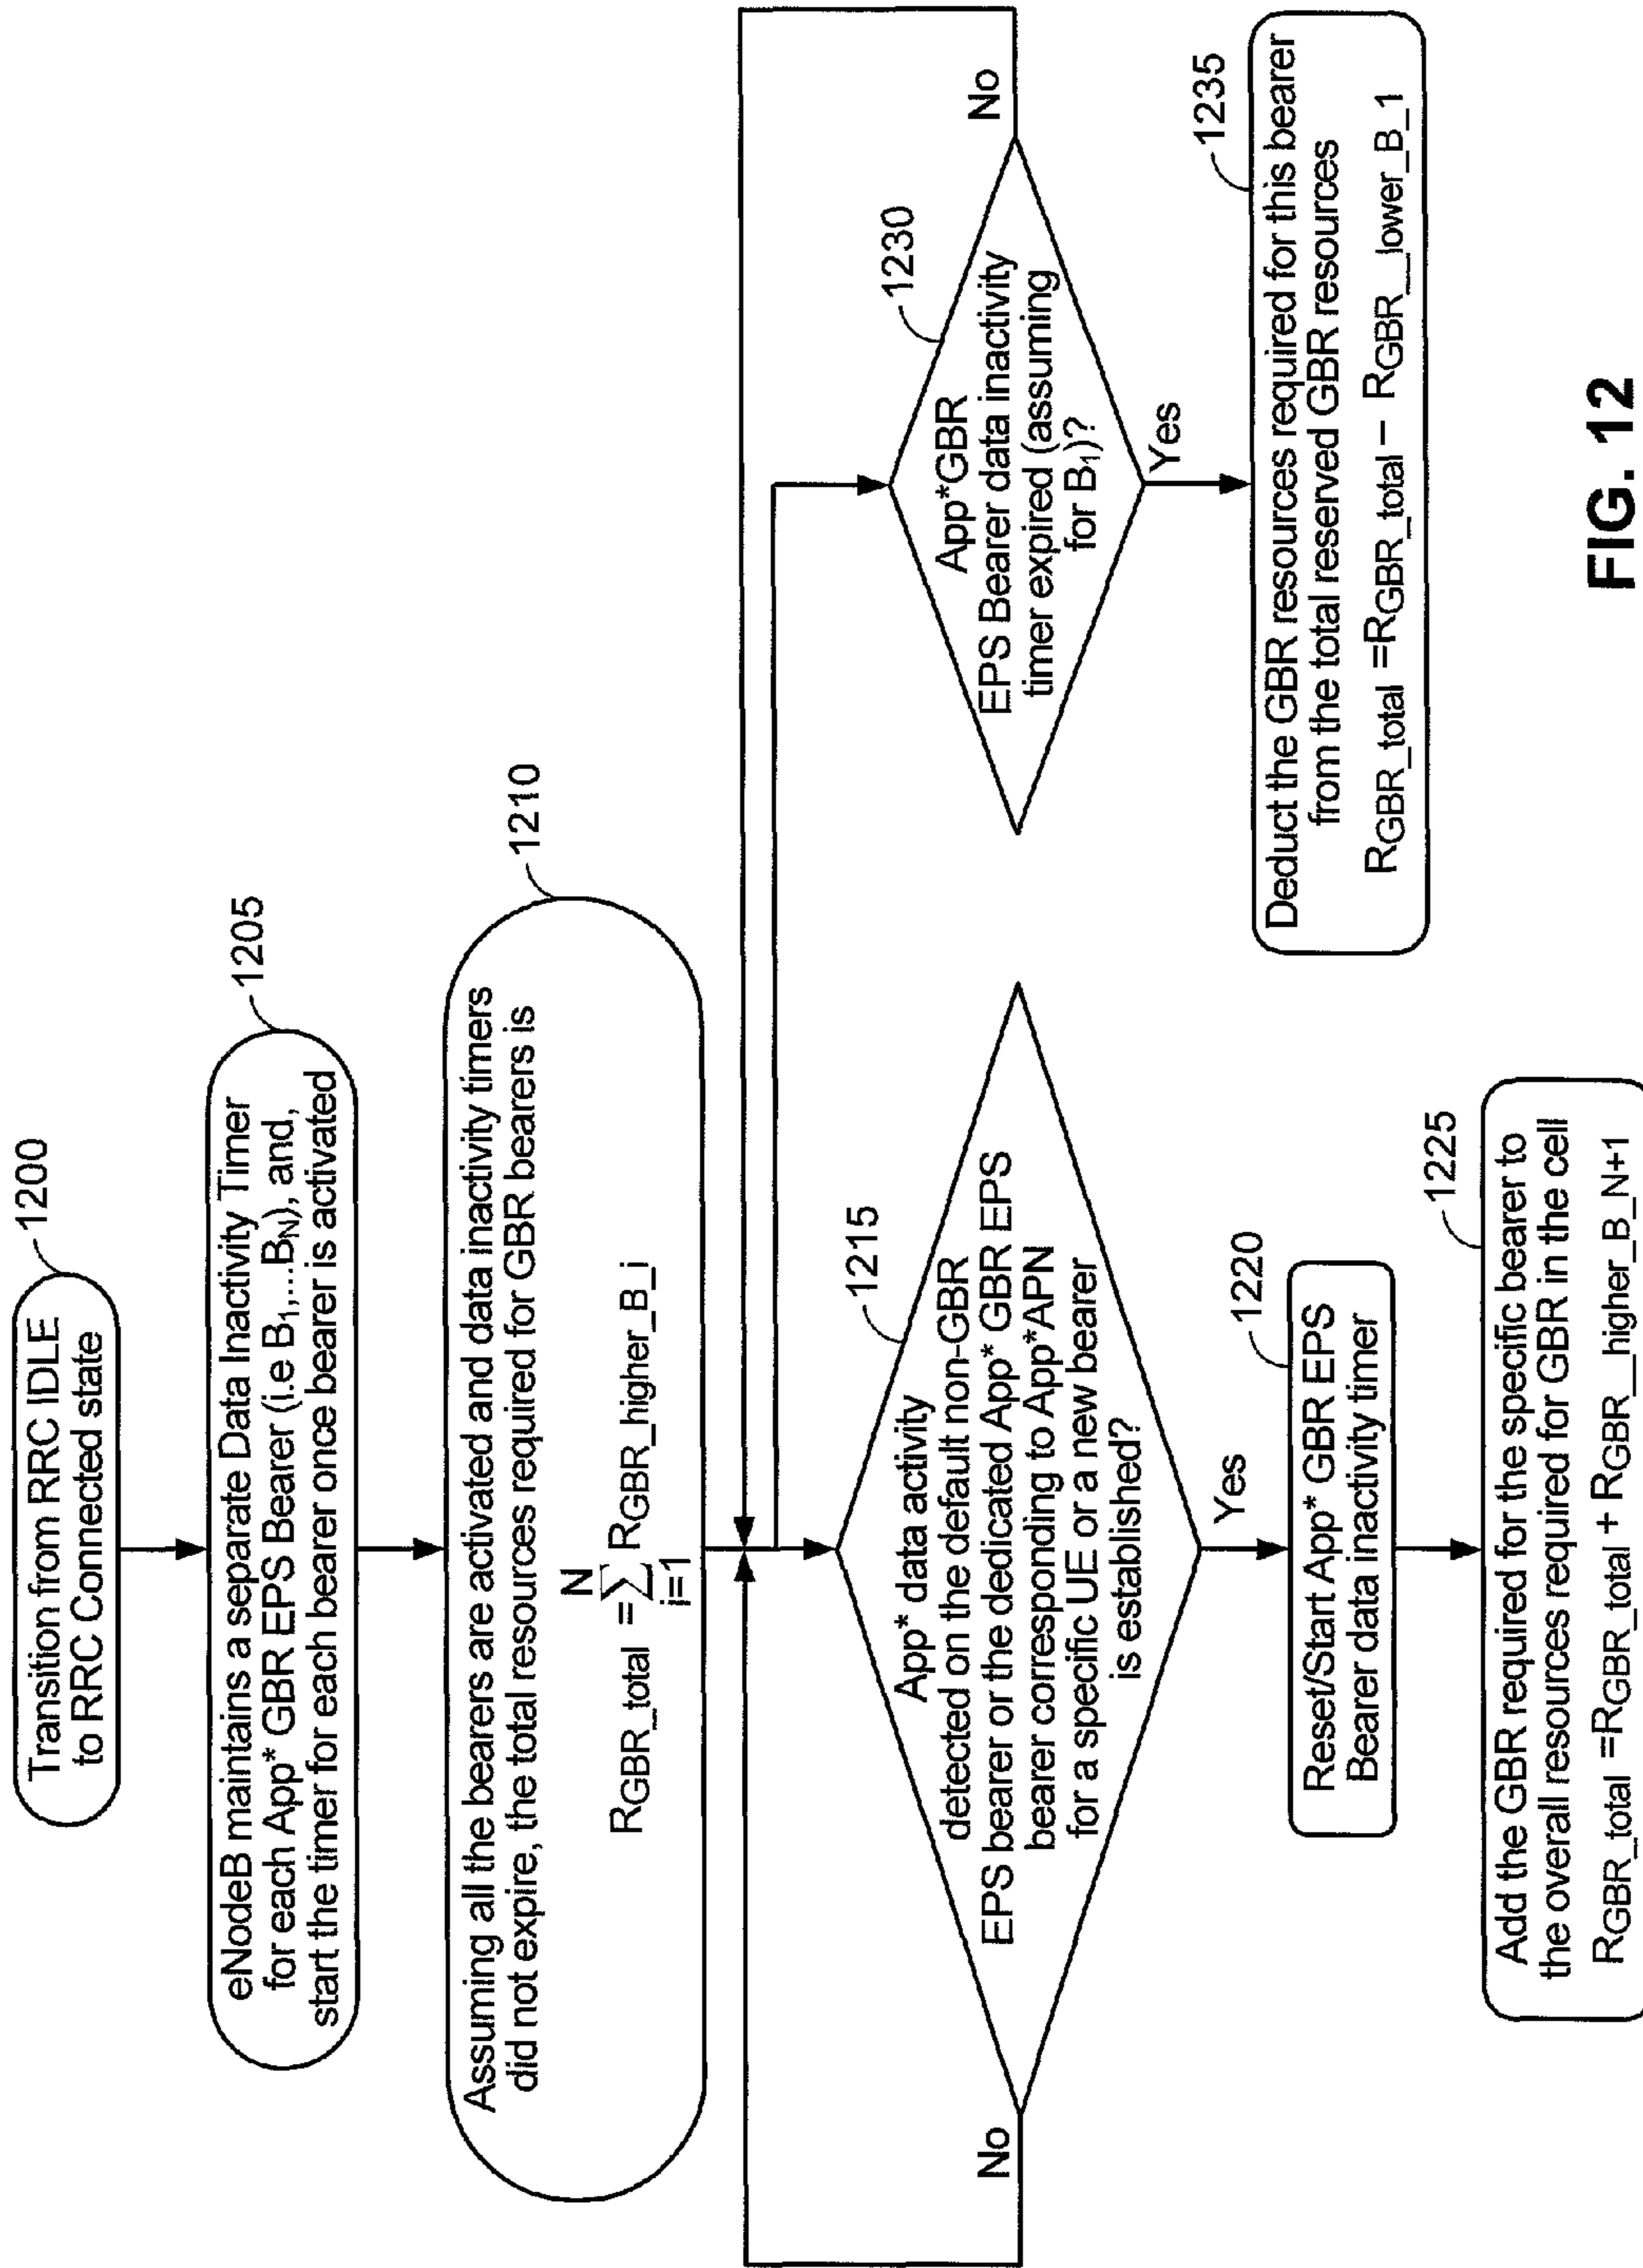 1200
Transition from RRC IDLE
to RRC Connected state
1205
eNodeB maintains a separate Data Inactivity Timer
for each App* GBR EPS Bearer (i.e B1,...BN), and,
start the timer for each bearer once bearer is activated
1210
Assuming all the bearers are activated and data inactivity timers
did not expire, the total resources required for GBR bearers is
N
RGBR_total =∑ RGBR_higher_B_i
i=1
1215
App* data activity
detected on the default non-GBR
EPS bearer or the dedicated App* GBR EPS
bearer corresponding to App*APN
for a specific UE or a new bearer
is established?
No
Yes
1220
Reset/Start App* GBR EPS
Bearer data inactivity timer
1225
Add the GBR required for the specific bearer to
the overall resources required for GBR in the cell
RGBR_total =RGBR_total + RGBR__higher_B_N+1
1230
App*GBR
EPS Bearer data inactivity
timer expired (assuming
for B1)?
No
Yes
1235
Deduct the GBR resources required for this bearer
from the total reserved GBR resources
RGBR_total =RGBR_total – RGBR__lower_B_1
FIG. 12